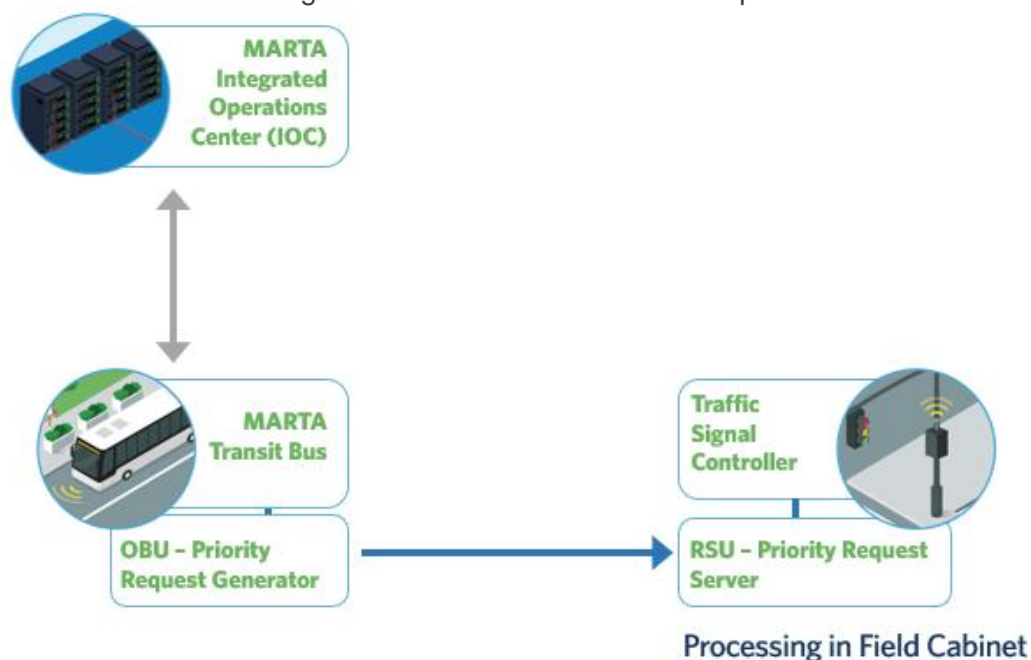 MARTA
Integrated
Operations
Center (IOC)
MARTA
Transit Bus
OBU – Priority
Request Generator
Traffic
Signal
Controller
RSU – Priority Request
Server
Processing in Field Cabinet